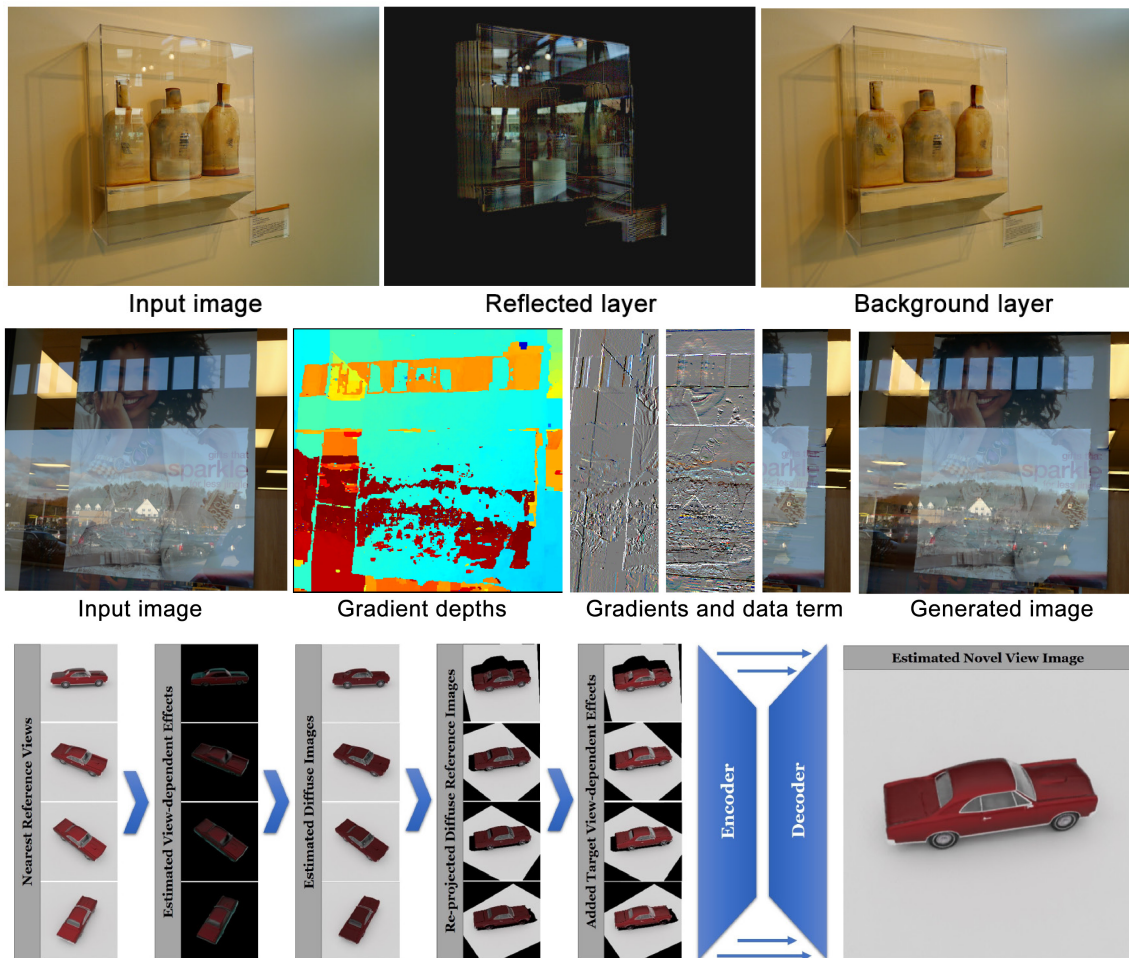 Input image
Reflected layer
Background layer
sparkle
sparkle
sparkle
Input image
Gradient depths
Gradients and data term
Generated image
Nearest Reference Views
Estimated View-dependent Effects
Estimated Diffuse Images
Re-projected Diffuse Reference Images
Added Target View-dependent Effects
Encoder
Decoder
Estimated Novel View Image